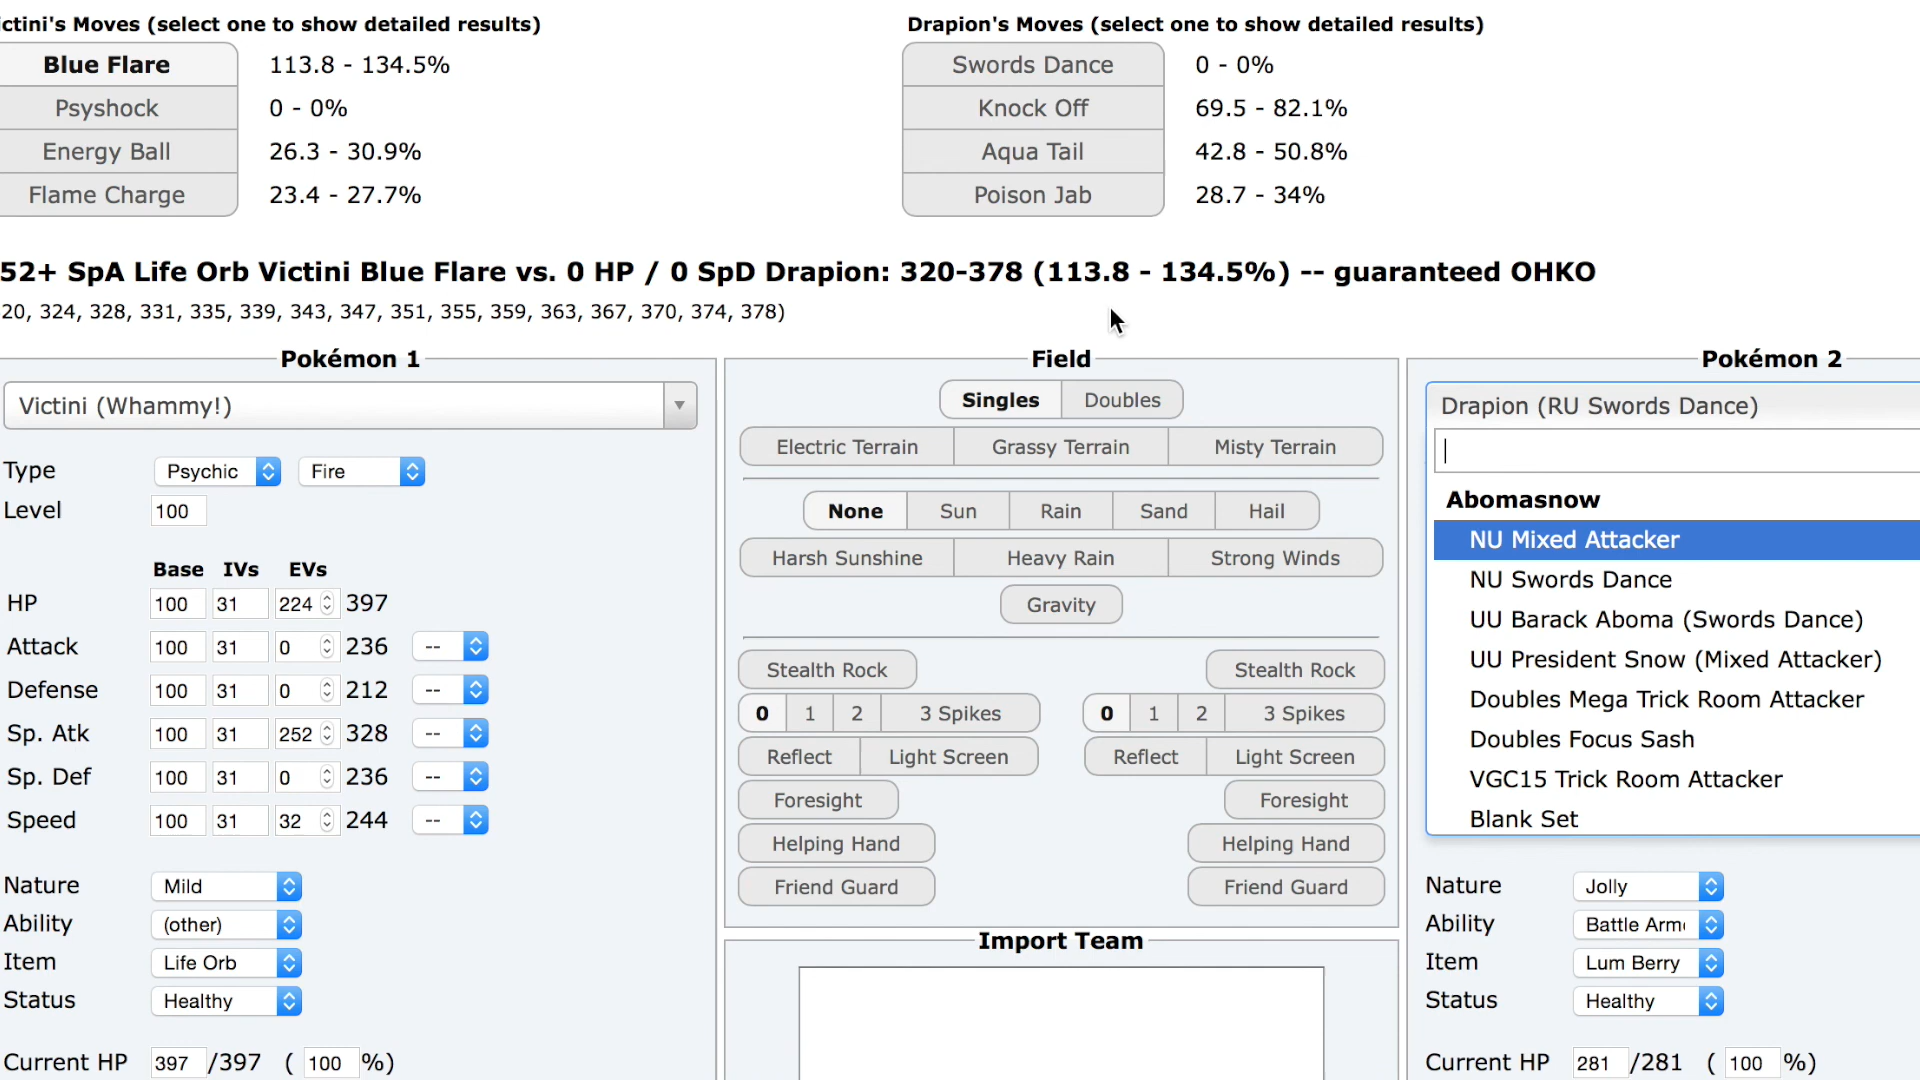 ictini's Moves (select one to show detailed results)
Blue Flare 113.8 - 134.5%
Psyshock 0 - 0%
Energy Ball 26.3 - 30.9%
Flame Charge 23.4 - 27.7%
Drapion's Moves (select one to show detailed results)
Swords Dance 0 - 0%
Knock Off 69.5 - 82.1%
Aqua Tail 42.8 - 50.8%
Poison Jab 28.7 - 34%
52+ SpA Life Orb Victini Blue Flare vs. 0 HP / 0 SpD Drapion: 320-378 (113.8 - 134.5%) -- guaranteed OHKO
20, 324, 328, 331, 335, 339, 343, 347, 351, 355, 359, 363, 367, 370, 374, 378)
Pokémon 1
Victini (Whammy!)
Type Psychic Fire
Level 100
Base IVs EVs
HP 100 31 224 397
Attack 100 31 0 236 --
Defense 100 31 0 212 --
Sp. Atk 100 31 252 328 --
Sp. Def 100 31 0 236 --
Speed 100 31 32 244 --
Nature Mild
Ability (other)
Item Life Orb
Status Healthy
Current HP 397 /397 ( 100 %)
Field
Singles Doubles
Electric Terrain Grassy Terrain Misty Terrain
None Sun Rain Sand Hail
Harsh Sunshine Heavy Rain Strong Winds
Gravity
Stealth Rock Stealth Rock
0 1 2 3 Spikes 0 1 2 3 Spikes
Reflect Light Screen Reflect Light Screen
Foresight Foresight
Helping Hand Helping Hand
Friend Guard Friend Guard
Import Team
Pokémon 2
Drapion (RU Swords Dance)
Abomasnow
NU Mixed Attacker
NU Swords Dance
UU Barack Aboma (Swords Dance)
UU President Snow (Mixed Attacker)
Doubles Mega Trick Room Attacker
Doubles Focus Sash
VGC15 Trick Room Attacker
Blank Set
Nature Jolly
Ability Battle Arm
Item Lum Berry
Status Healthy
Current HP 281 /281 ( 100 %)